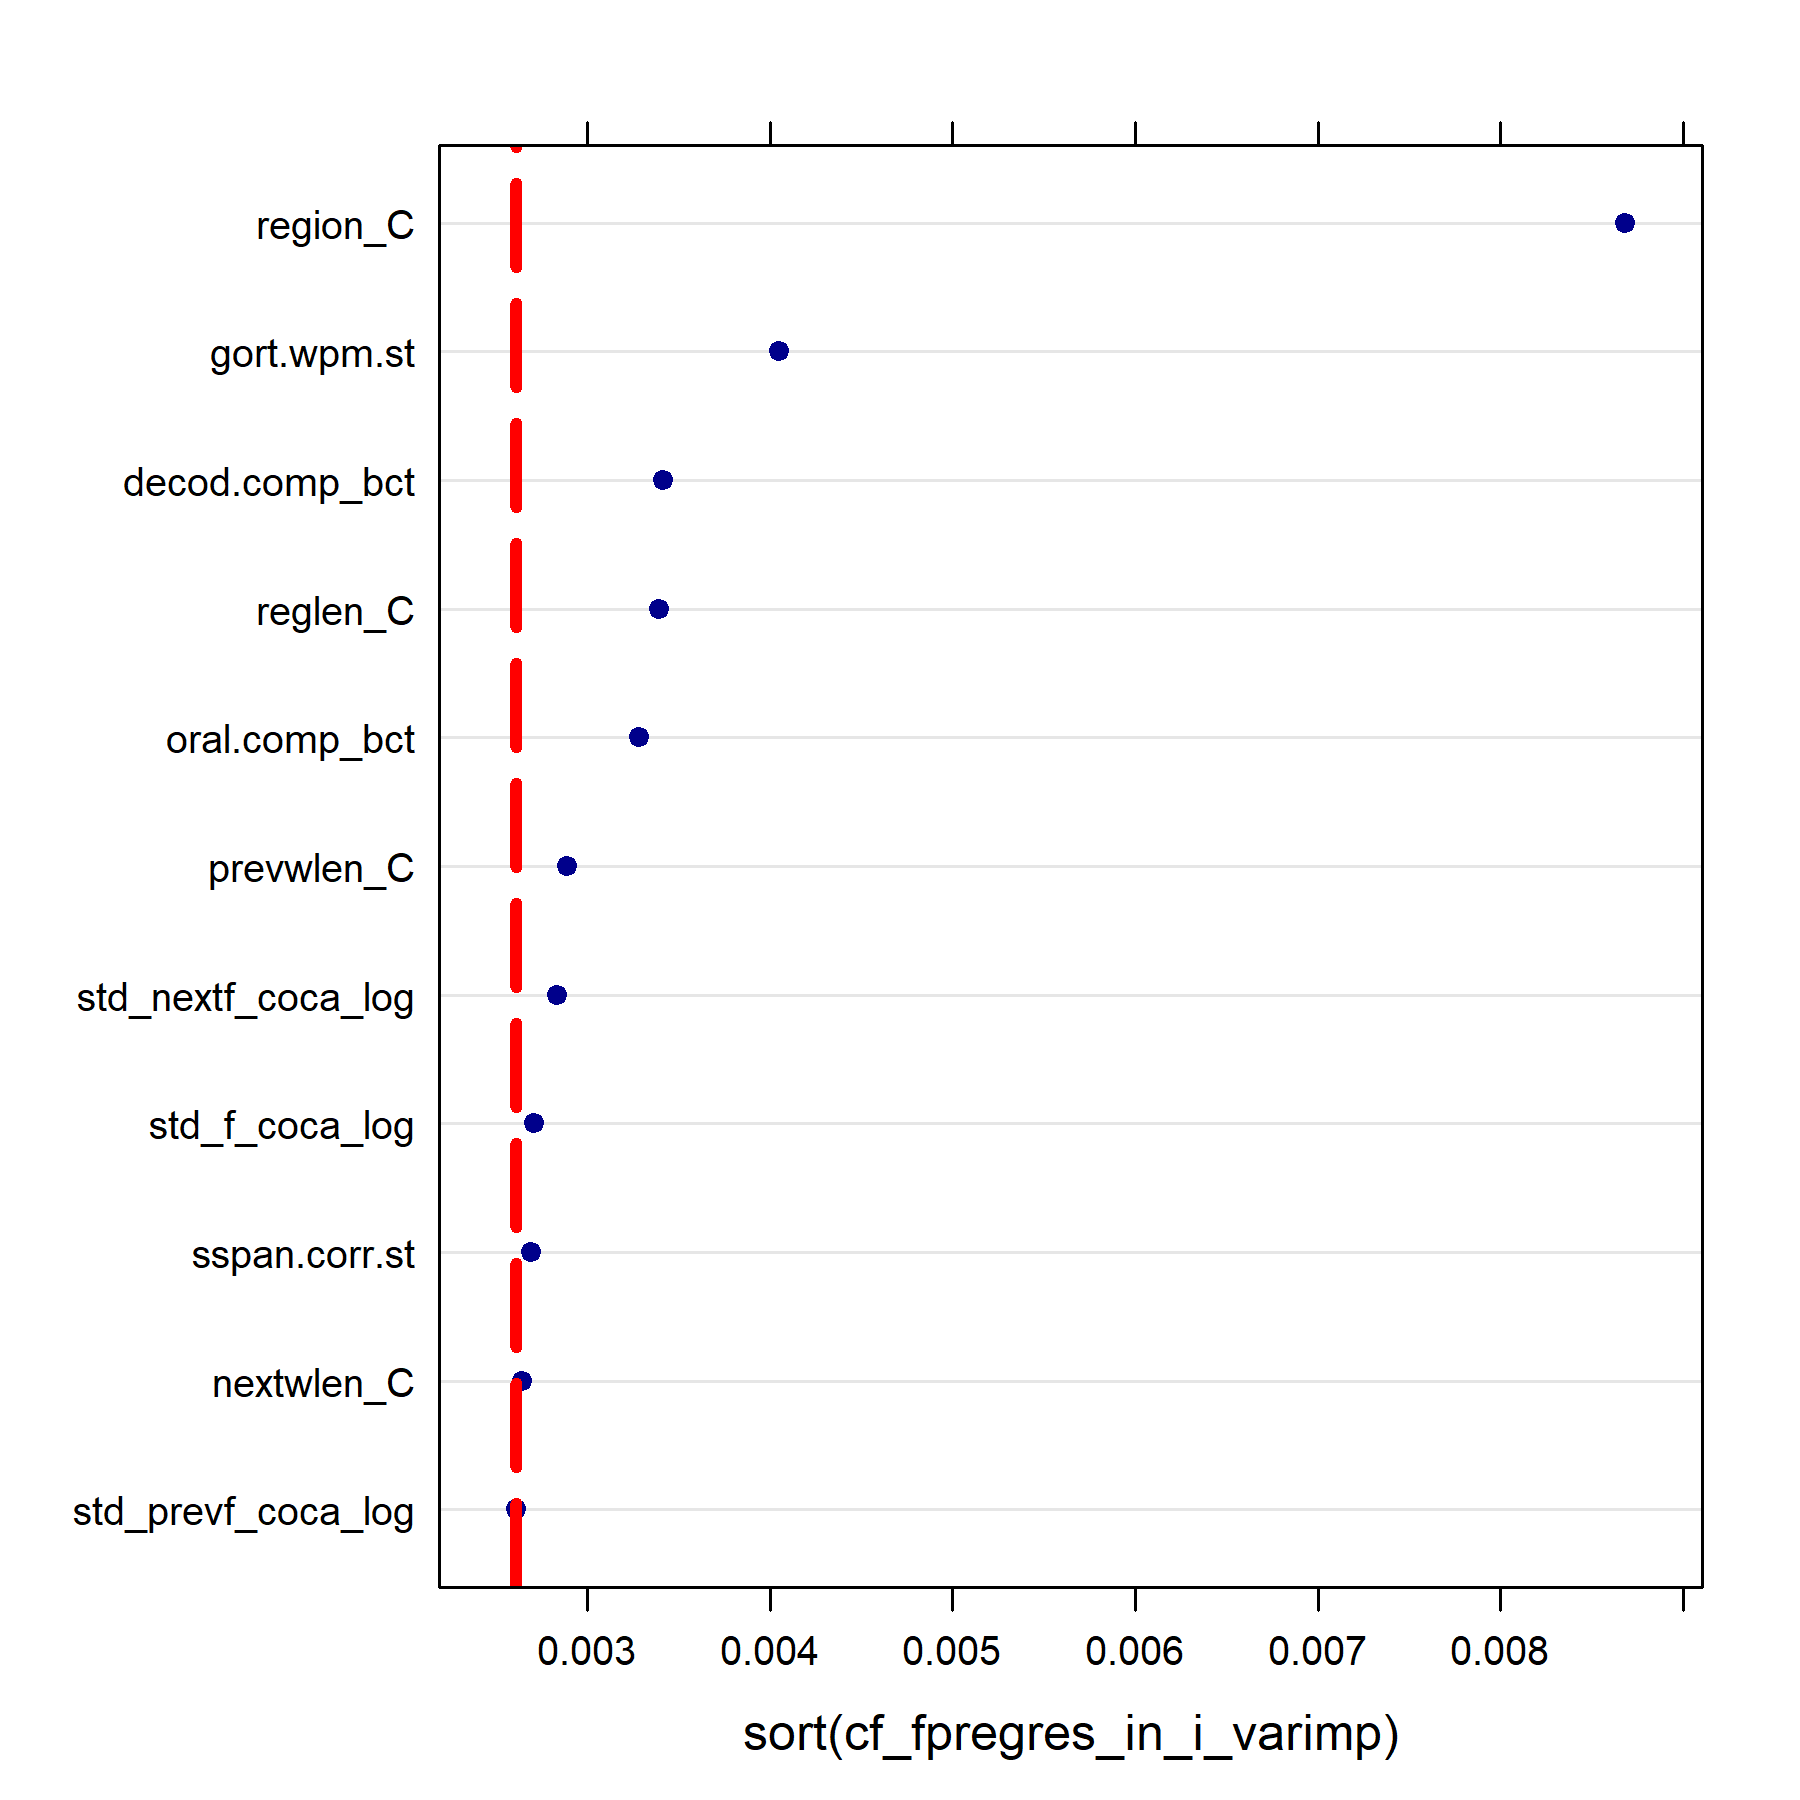 region_C
gort.wpm.st
decod.comp_bct
reglen_C
oral.comp_bct
prevwlen_C
std_nextf_coca_log
std_f_coca_log
sspan.corr.st
nextwlen_C
std_prevf_coca_log
0.003 0.004 0.005 0.006 0.007 0.008
sort(cf_fpregres_in_i_varimp)